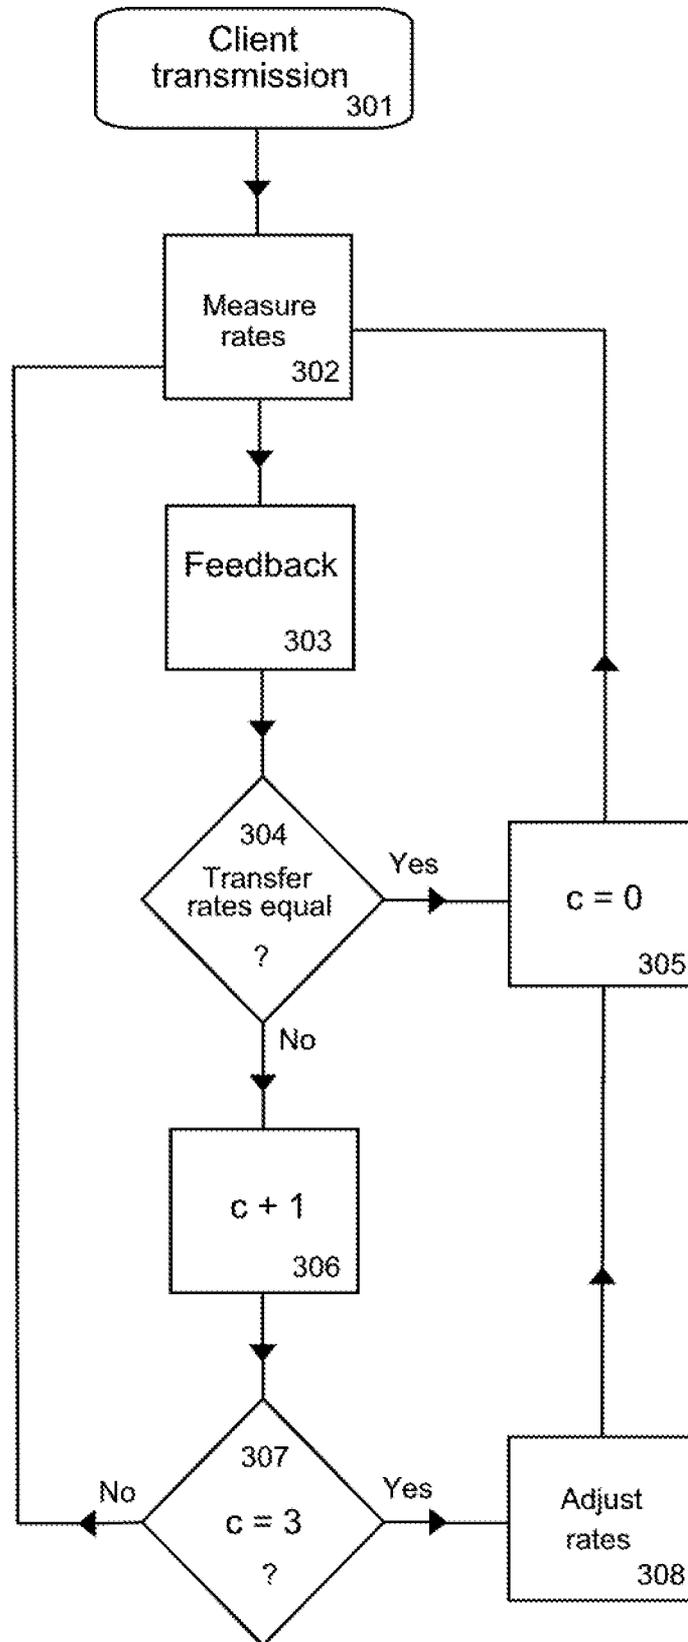 Client
transmission
301
Measure
rates
302
Feedback
303
304
Transfer
rates equal
?
Yes
c = 0
305
No
c + 1
306
307
c = 3
?
No
Yes
Adjust
rates
308